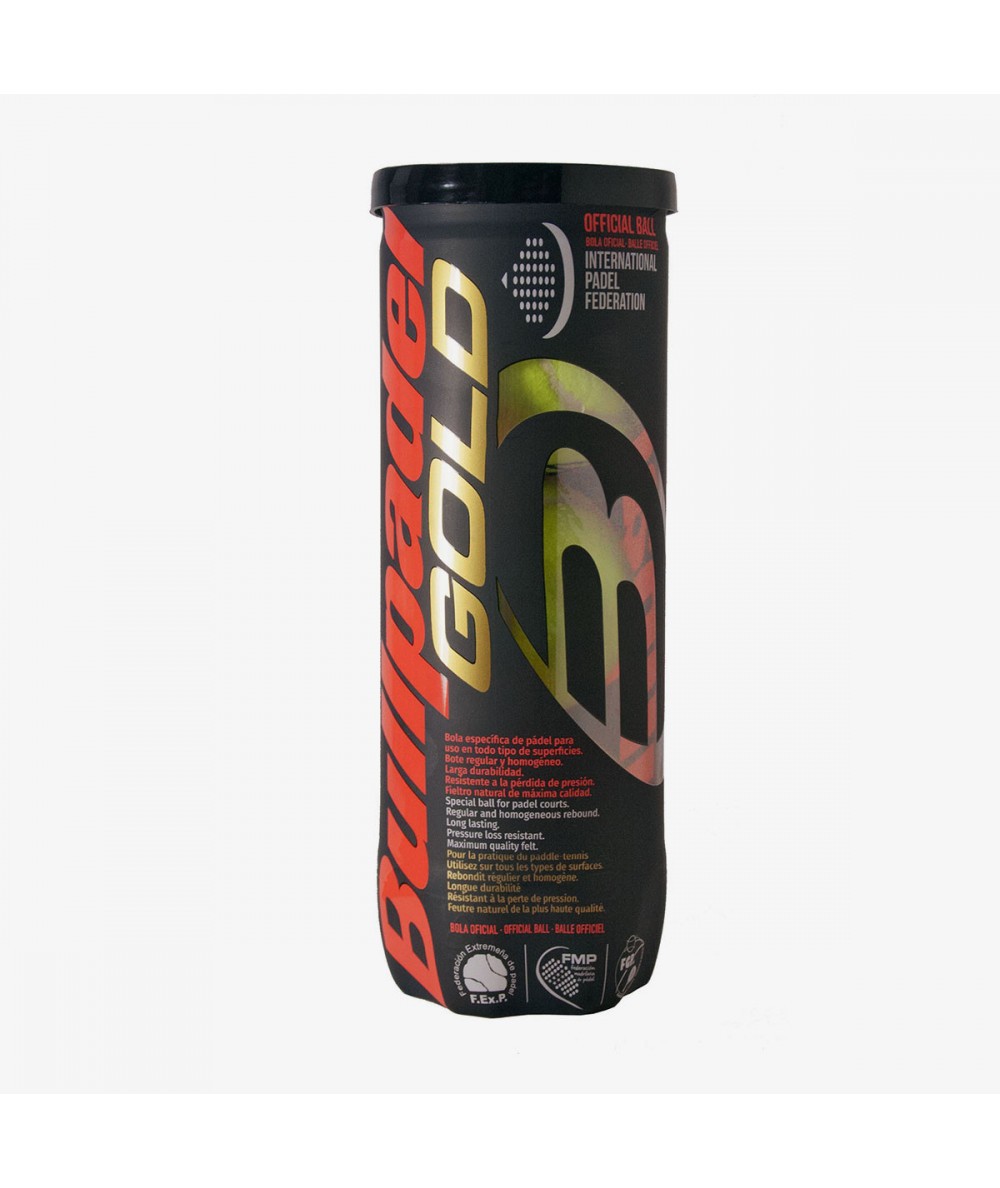 Bullpadel
GOLD
OFFICIAL BALL
BOLA OFICIAL - BALLE OFFICIEL
INTERNATIONAL
PADEL
FEDERATION
Bola específica de pádel para
uso en todo tipo de superficies.
Bote regular y homogéneo.
Larga durabilidad.
Resistente a la pérdida de presión.
Fieltro natural de máxima calidad.
Special ball for padel courts.
Regular and homogeneous rebound.
Long lasting.
Pressure loss resistant.
Maximum quality felt.
Pour la pratique du paddle-tennis
Utilisez sur tous les types de surfaces.
Rebondit régulier et homogène.
Longue durabilité
Résistant à la perte de pression.
Feutre naturel de la plus haute qualité.
BOLA OFICIAL - OFFICIAL BALL - BALLE OFFICIEL
Federación Extremeña de padel
F.Ex.P.
FMP
Federación
madrileña
de pádel